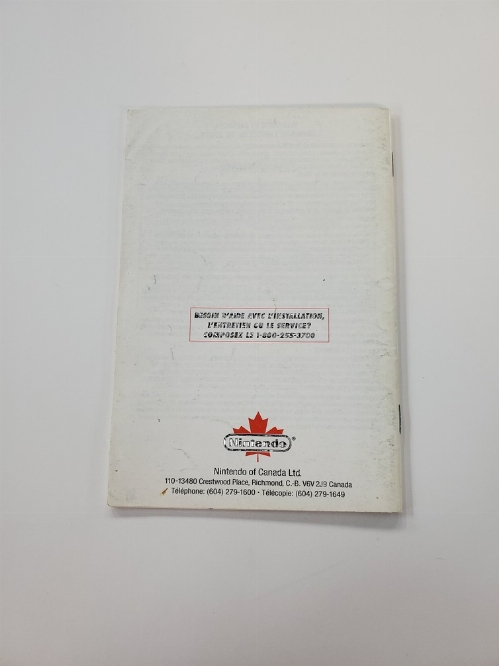 BESOIN D'AIDE AVEC L'INSTALLATION,
L'ENTRETIEN OU LE SERVICE?
COMPOSEZ LE 1-800-255-3700
Nintendo®
Nintendo of Canada Ltd.
110-13480 Crestwood Place, Richmond, C.-B. V6V 2J9 Canada
Téléphone: (604) 279-1600 • Télécopie: (604) 279-1649